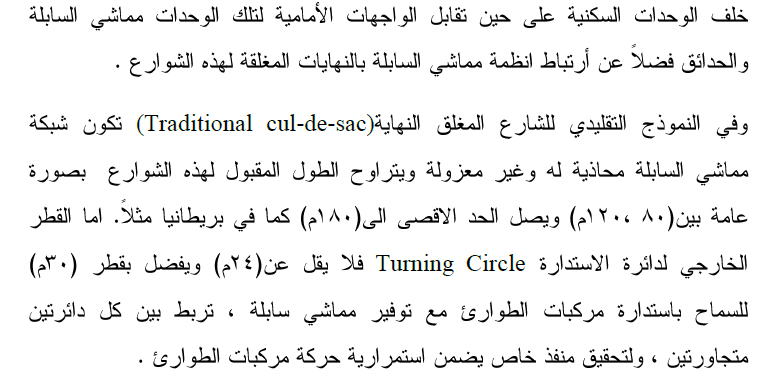 خلف الوحدات السكنية على حين تقابل الواجهات الأمامية لتلك الوحدات مماشي السابلة
والحدائق فضلاً عن أرتباط انظمة مماشي السابلة بالنهايات المغلقة لهذه الشوارع .
وفي النموذج التقليدي للشارع المغلق النهاية(Traditional cul-de-sac) تكون شبكة
مماشي السابلة محاذية له وغير معزولة ويتراوح الطول المقبول لهذه الشوارع بصورة
عامة بين(٨٠ ،١٢٠م) ويصل الحد الاقصى الى(١٨٠م) كما في بريطانيا مثلاً. اما القطر
الخارجي لدائرة الاستدارة Turning Circle فلا يقل عن(٢٤م) ويفضل بقطر (٣٠م)
للسماح باستدارة مركبات الطوارئ مع توفير مماشي سابلة ، تربط بين كل دائرتين
متجاورتين ، ولتحقيق منفذ خاص يضمن استمرارية حركة مركبات الطوارئ .